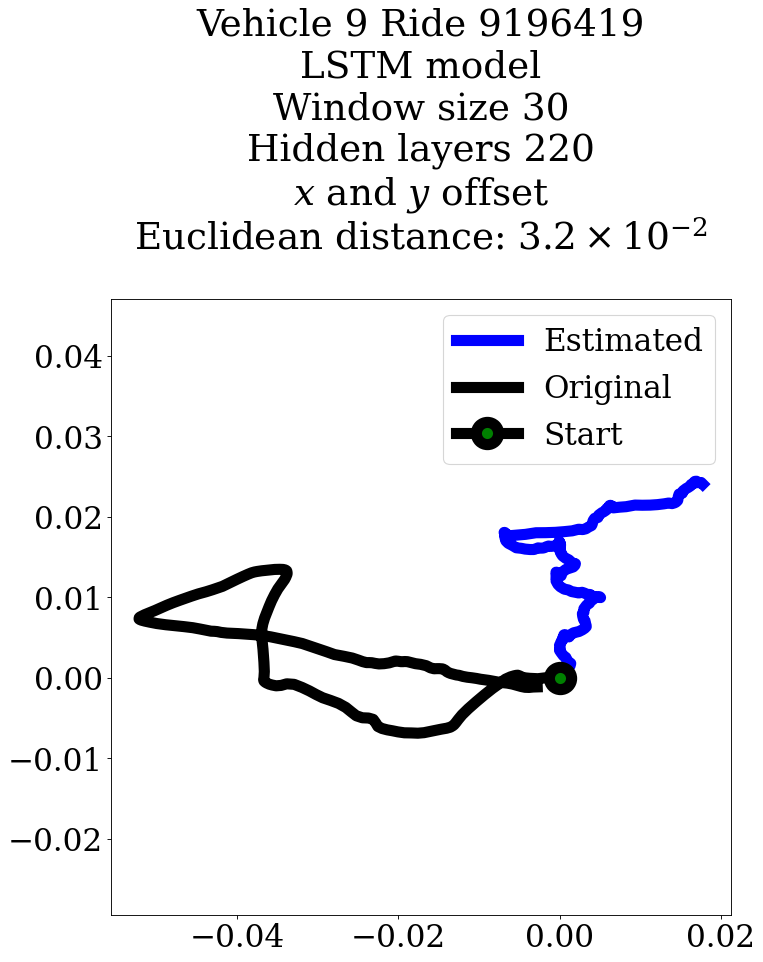 Vehicle 9 Ride 9196419
LSTM model
Window size 30
Hidden layers 220
x and y offset
Euclidean distance: 3.2 × 10⁻²
Estimated
Original
Start
0.04
0.03
0.02
0.01
0.00
−0.01
−0.02
−0.04 −0.02 0.00 0.02